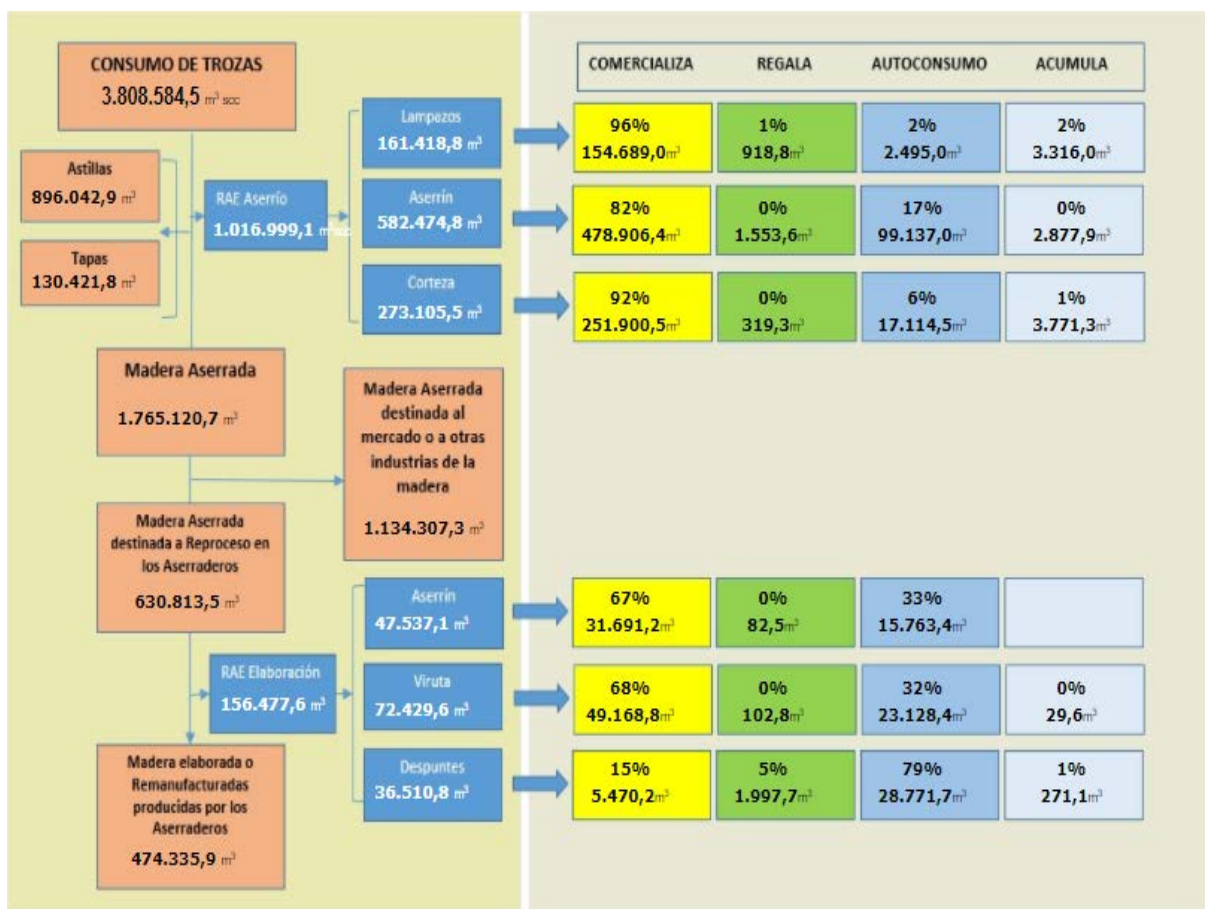 CONSUMO DE TROZAS
3.808.584,5 m³ scc
Astillas
896.042,9 m³
Tapas
130.421,8 m³
RAE Aserrío
1.016.999,1 m³scc
Lampazos
161.418,8 m³
Aserrín
582.474,8 m³
Corteza
273.105,5 m³
COMERCIALIZA REGALA AUTOCONSUMO ACUMULA
96% 1% 2% 2%
154.689,0m³ 918,8m³ 2.495,0m³ 3.316,0m³
82% 0% 17% 0%
478.906,4m³ 1.553,6m³ 99.137,0m³ 2.877,9m³
92% 0% 6% 1%
251.900,5m³ 319,3m³ 17.114,5m³ 3.771,3m³
Madera Aserrada
1.765.120,7 m³
Madera Aserrada
destinada al
mercado o a otras
industrias de la
madera
1.134.307,3 m³
Madera Aserrada
destinada a Reproceso en
los Aserraderos
630.813,5 m³
RAE Elaboración
156.477,6 m³
Aserrín
47.537,1 m³
Viruta
72.429,6 m³
Despuntes
36.510,8 m³
67% 0% 33%
31.691,2m³ 82,5m³ 15.763,4m³
68% 0% 32% 0%
49.168,8m³ 102,8m³ 23.128,4m³ 29,6m³
15% 5% 79% 1%
5.470,2m³ 1.997,7m³ 28.771,7m³ 271,1m³
Madera elaborada o
Remanufacturadas
producidas por los
Aserraderos
474.335,9 m³